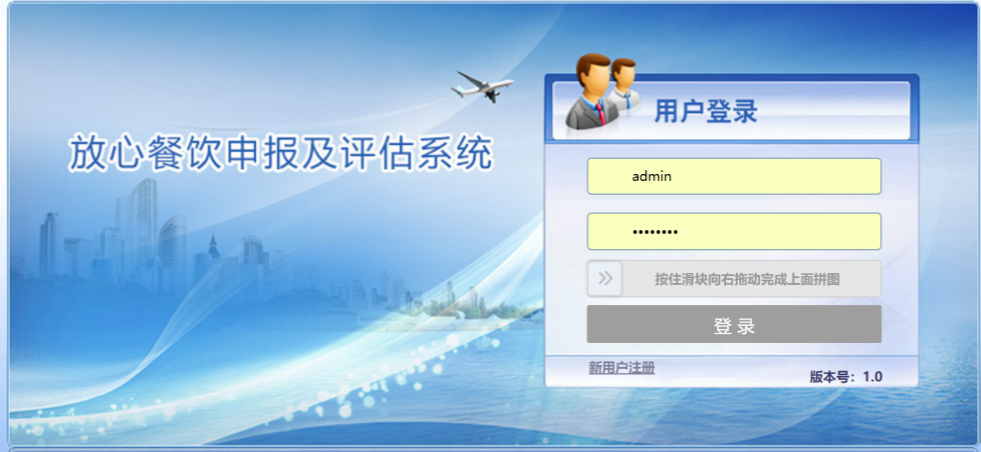 放心餐饮申报及评估系统
用户登录
admin
••••••••
按住滑块向右拖动完成上面拼图
登 录
新用户注册
版本号：1.0